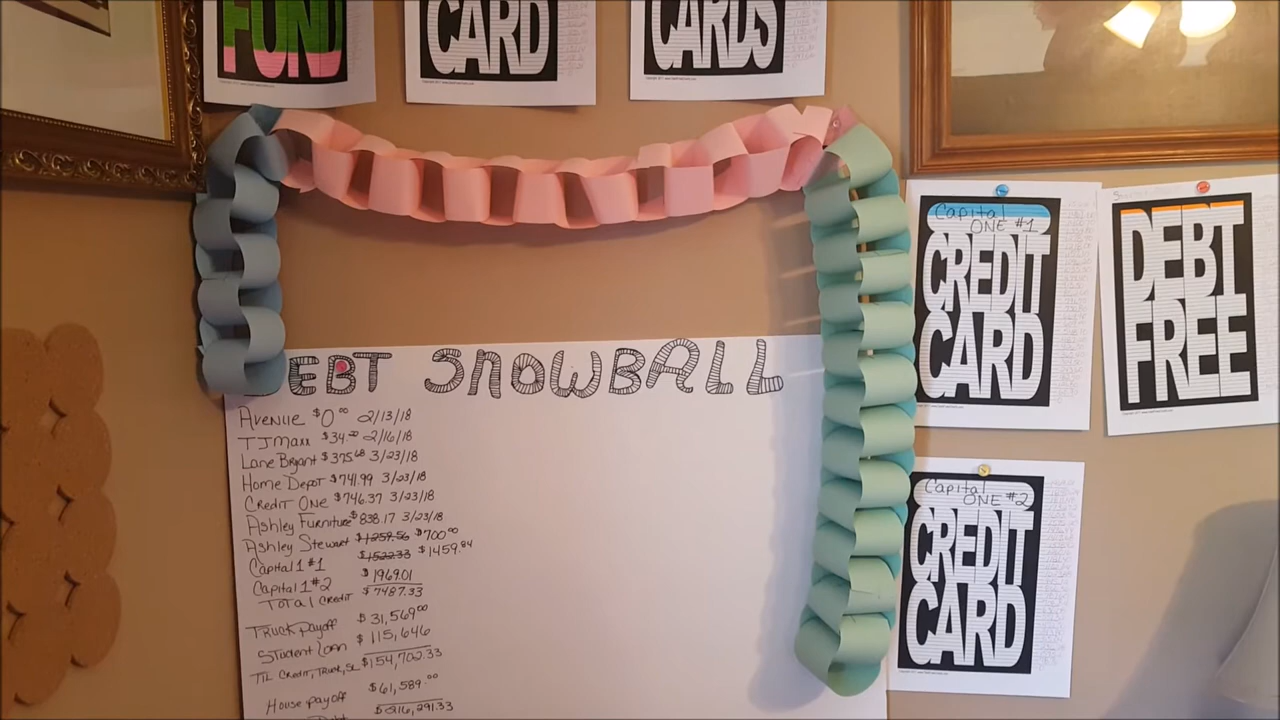 FUND
CARD
CARDS
Capital
ONE #1
CREDIT
CARD
DEBT
FREE
Capital
ONE #2
CREDIT
CARD
DEBT SNOWBALL
Avenue $0.00 2/13/18
TJMaxx $34.00 2/16/18
Lane Bryant $375.68 3/23/18
Home Depot $741.99 3/23/18
Credit One $746.37 3/23/18
Ashley Furniture $838.17 3/23/18
Ashley Stewart $1259.56 $700.00
Capital 1 #1 $1522.33 $1459.84
Capital 1 #2 $1969.01
Total Credit $7487.33
Truck Payoff $31,569.00
Student Loan $115,646
TTL Credit, Truck, SL $154,702.33
House payoff $61,589.00
Debt $216,291.33